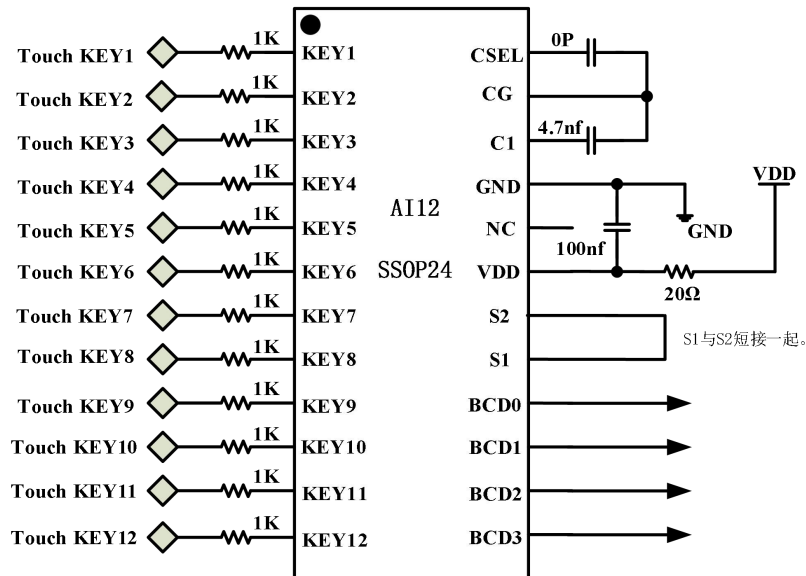 Touch KEY1 1K KEY1 CSEL 0P
Touch KEY2 1K KEY2 CG
Touch KEY3 1K KEY3 C1 4.7nf
Touch KEY4 1K KEY4 GND VDD
AI12
Touch KEY5 1K KEY5 NC 100nf GND
Touch KEY6 1K KEY6 SSOP24 VDD 20Ω
Touch KEY7 1K KEY7 S2
S1与S2短接一起。
Touch KEY8 1K KEY8 S1
Touch KEY9 1K KEY9 BCD0
Touch KEY10 1K KEY10 BCD1
Touch KEY11 1K KEY11 BCD2
Touch KEY12 1K KEY12 BCD3